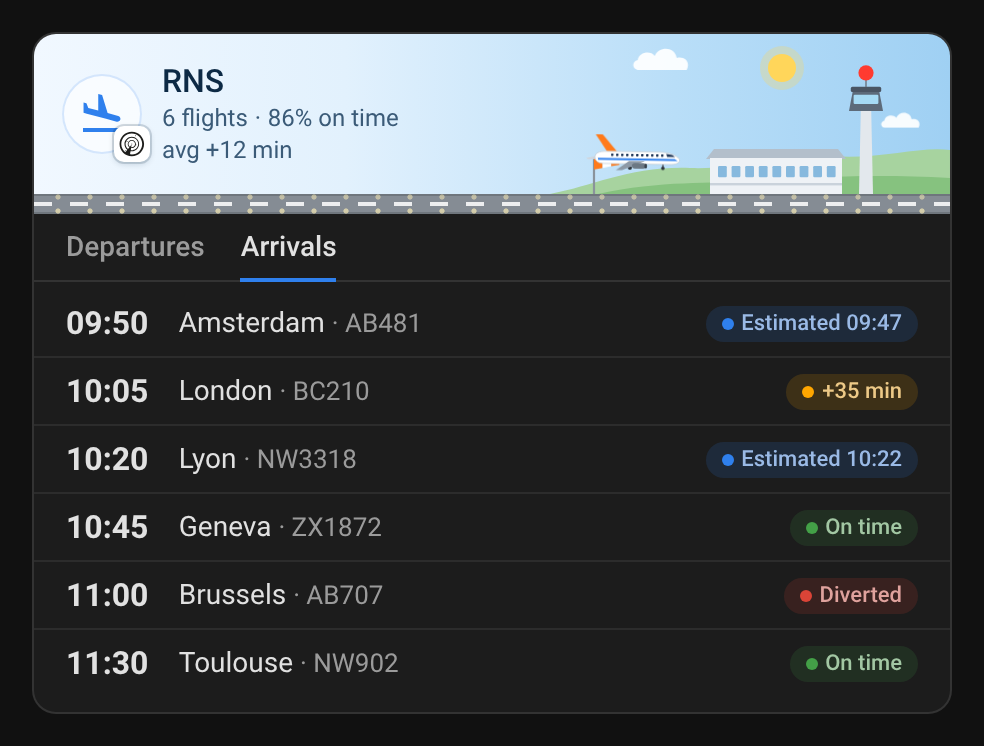 RNS
6 flights · 86% on time
avg +12 min
Departures Arrivals
09:50 Amsterdam · AB481 Estimated 09:47
10:05 London · BC210 +35 min
10:20 Lyon · NW3318 Estimated 10:22
10:45 Geneva · ZX1872 On time
11:00 Brussels · AB707 Diverted
11:30 Toulouse · NW902 On time